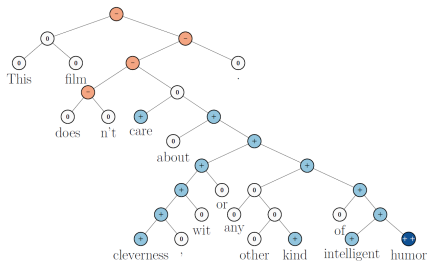 This film .
does n't care
about
or
wit any
cleverness , other kind of intelligent humor